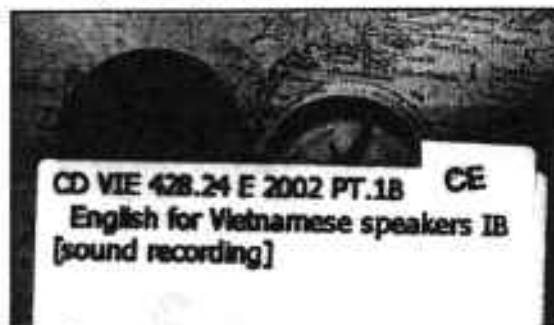 CD VIE 428.24 E 2002 PT.1B CE
English for Vietnamese speakers IB
[sound recording]